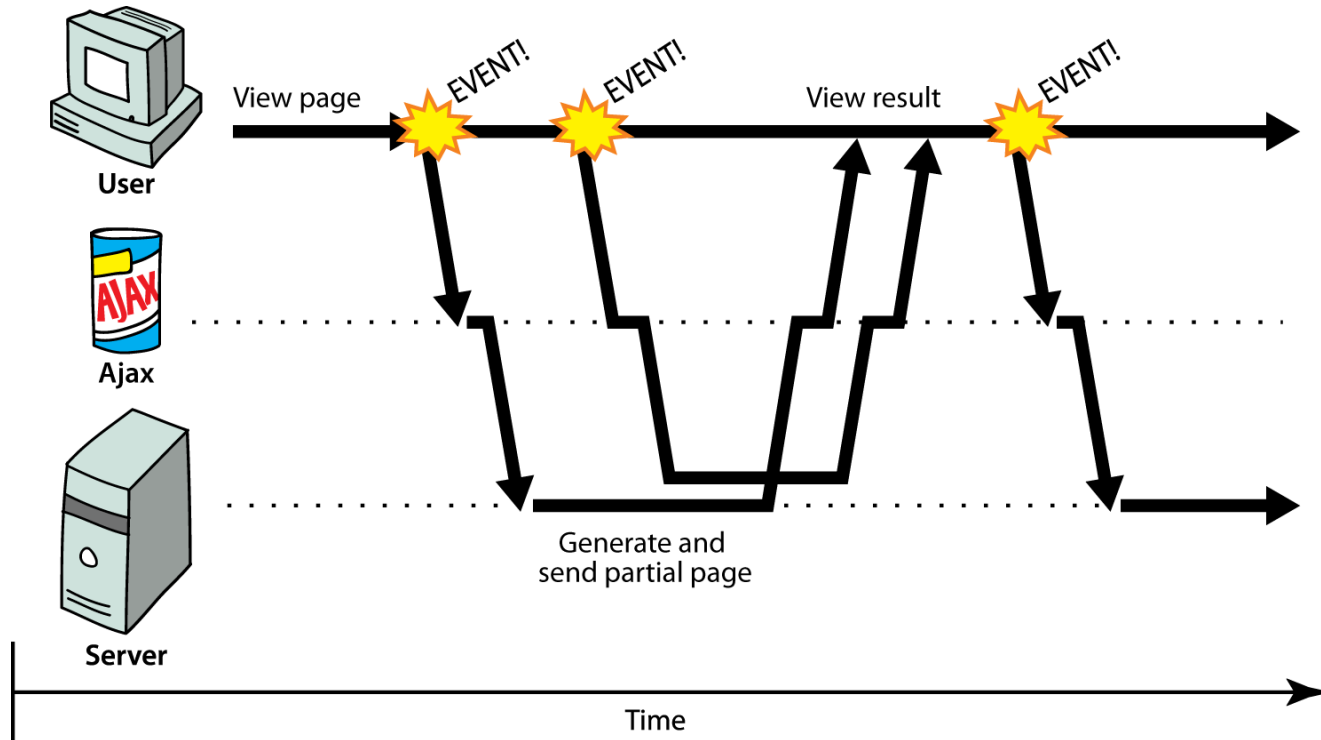 View page
EVENT!
EVENT!
View result
EVENT!
User
AJAX
Ajax
Generate and
send partial page
Server
Time